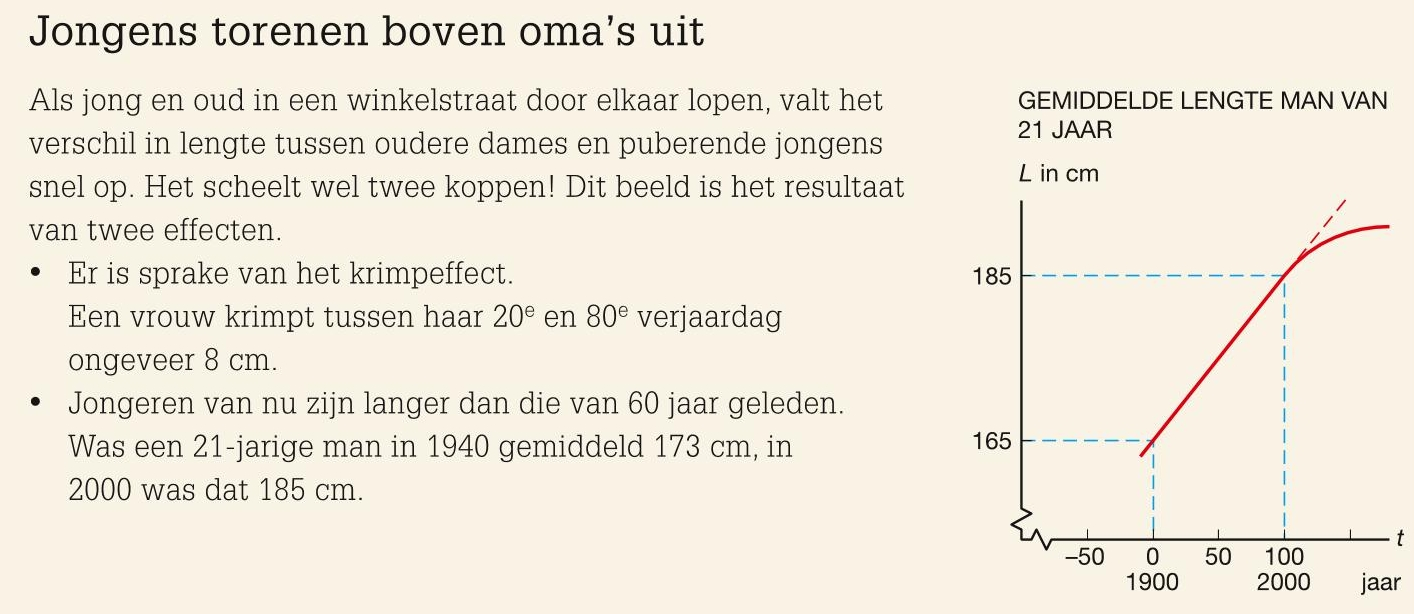 Jongens torenen boven oma's uit
Als jong en oud in een winkelstraat door elkaar lopen, valt het
verschil in lengte tussen oudere dames en puberende jongens
snel op. Het scheelt wel twee koppen! Dit beeld is het resultaat
van twee effecten.
• Er is sprake van het krimpeffect.
Een vrouw krimpt tussen haar 20e en 80e verjaardag
ongeveer 8 cm.
• Jongeren van nu zijn langer dan die van 60 jaar geleden.
Was een 21-jarige man in 1940 gemiddeld 173 cm, in
2000 was dat 185 cm.
GEMIDDELDE LENGTE MAN VAN
21 JAAR
L in cm
185
165
–50 0 50 100 t
1900 2000 jaar